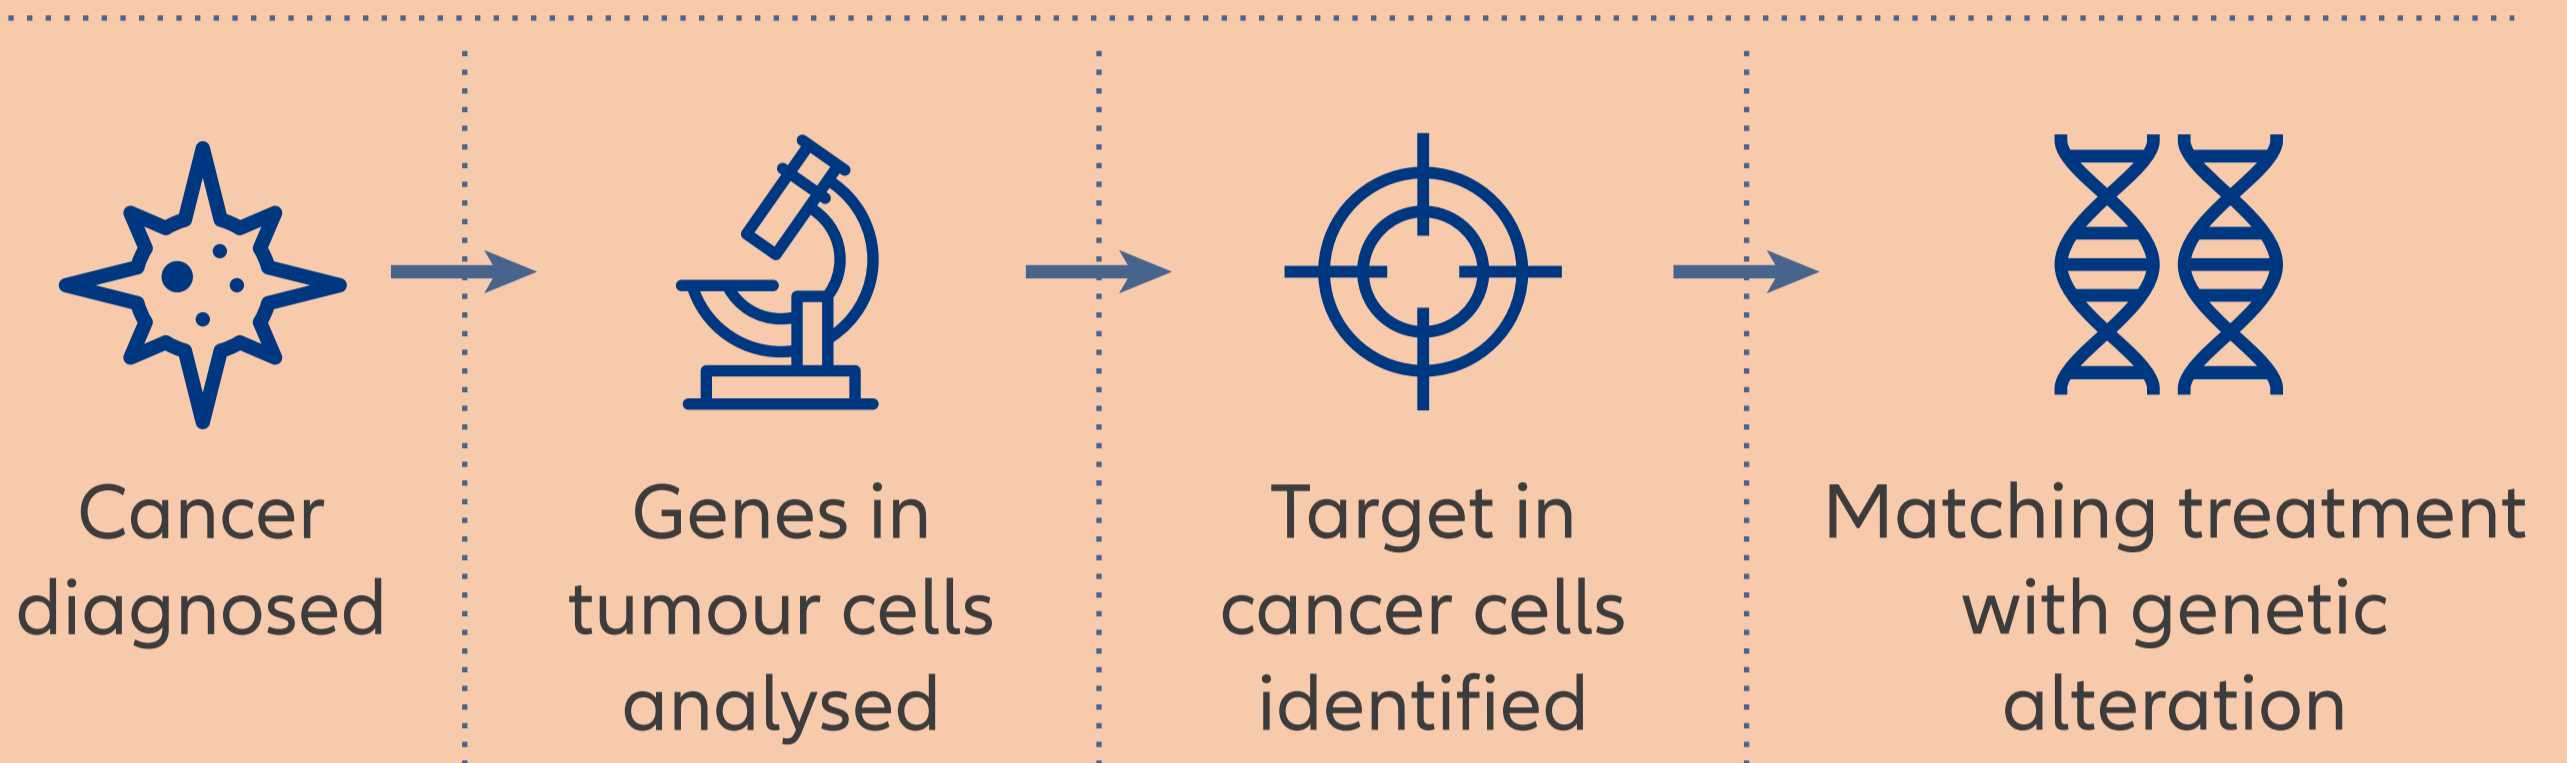 Cancer
diagnosed
Genes in
tumour cells
analysed
Target in
cancer cells
identified
Matching treatment
with genetic
alteration